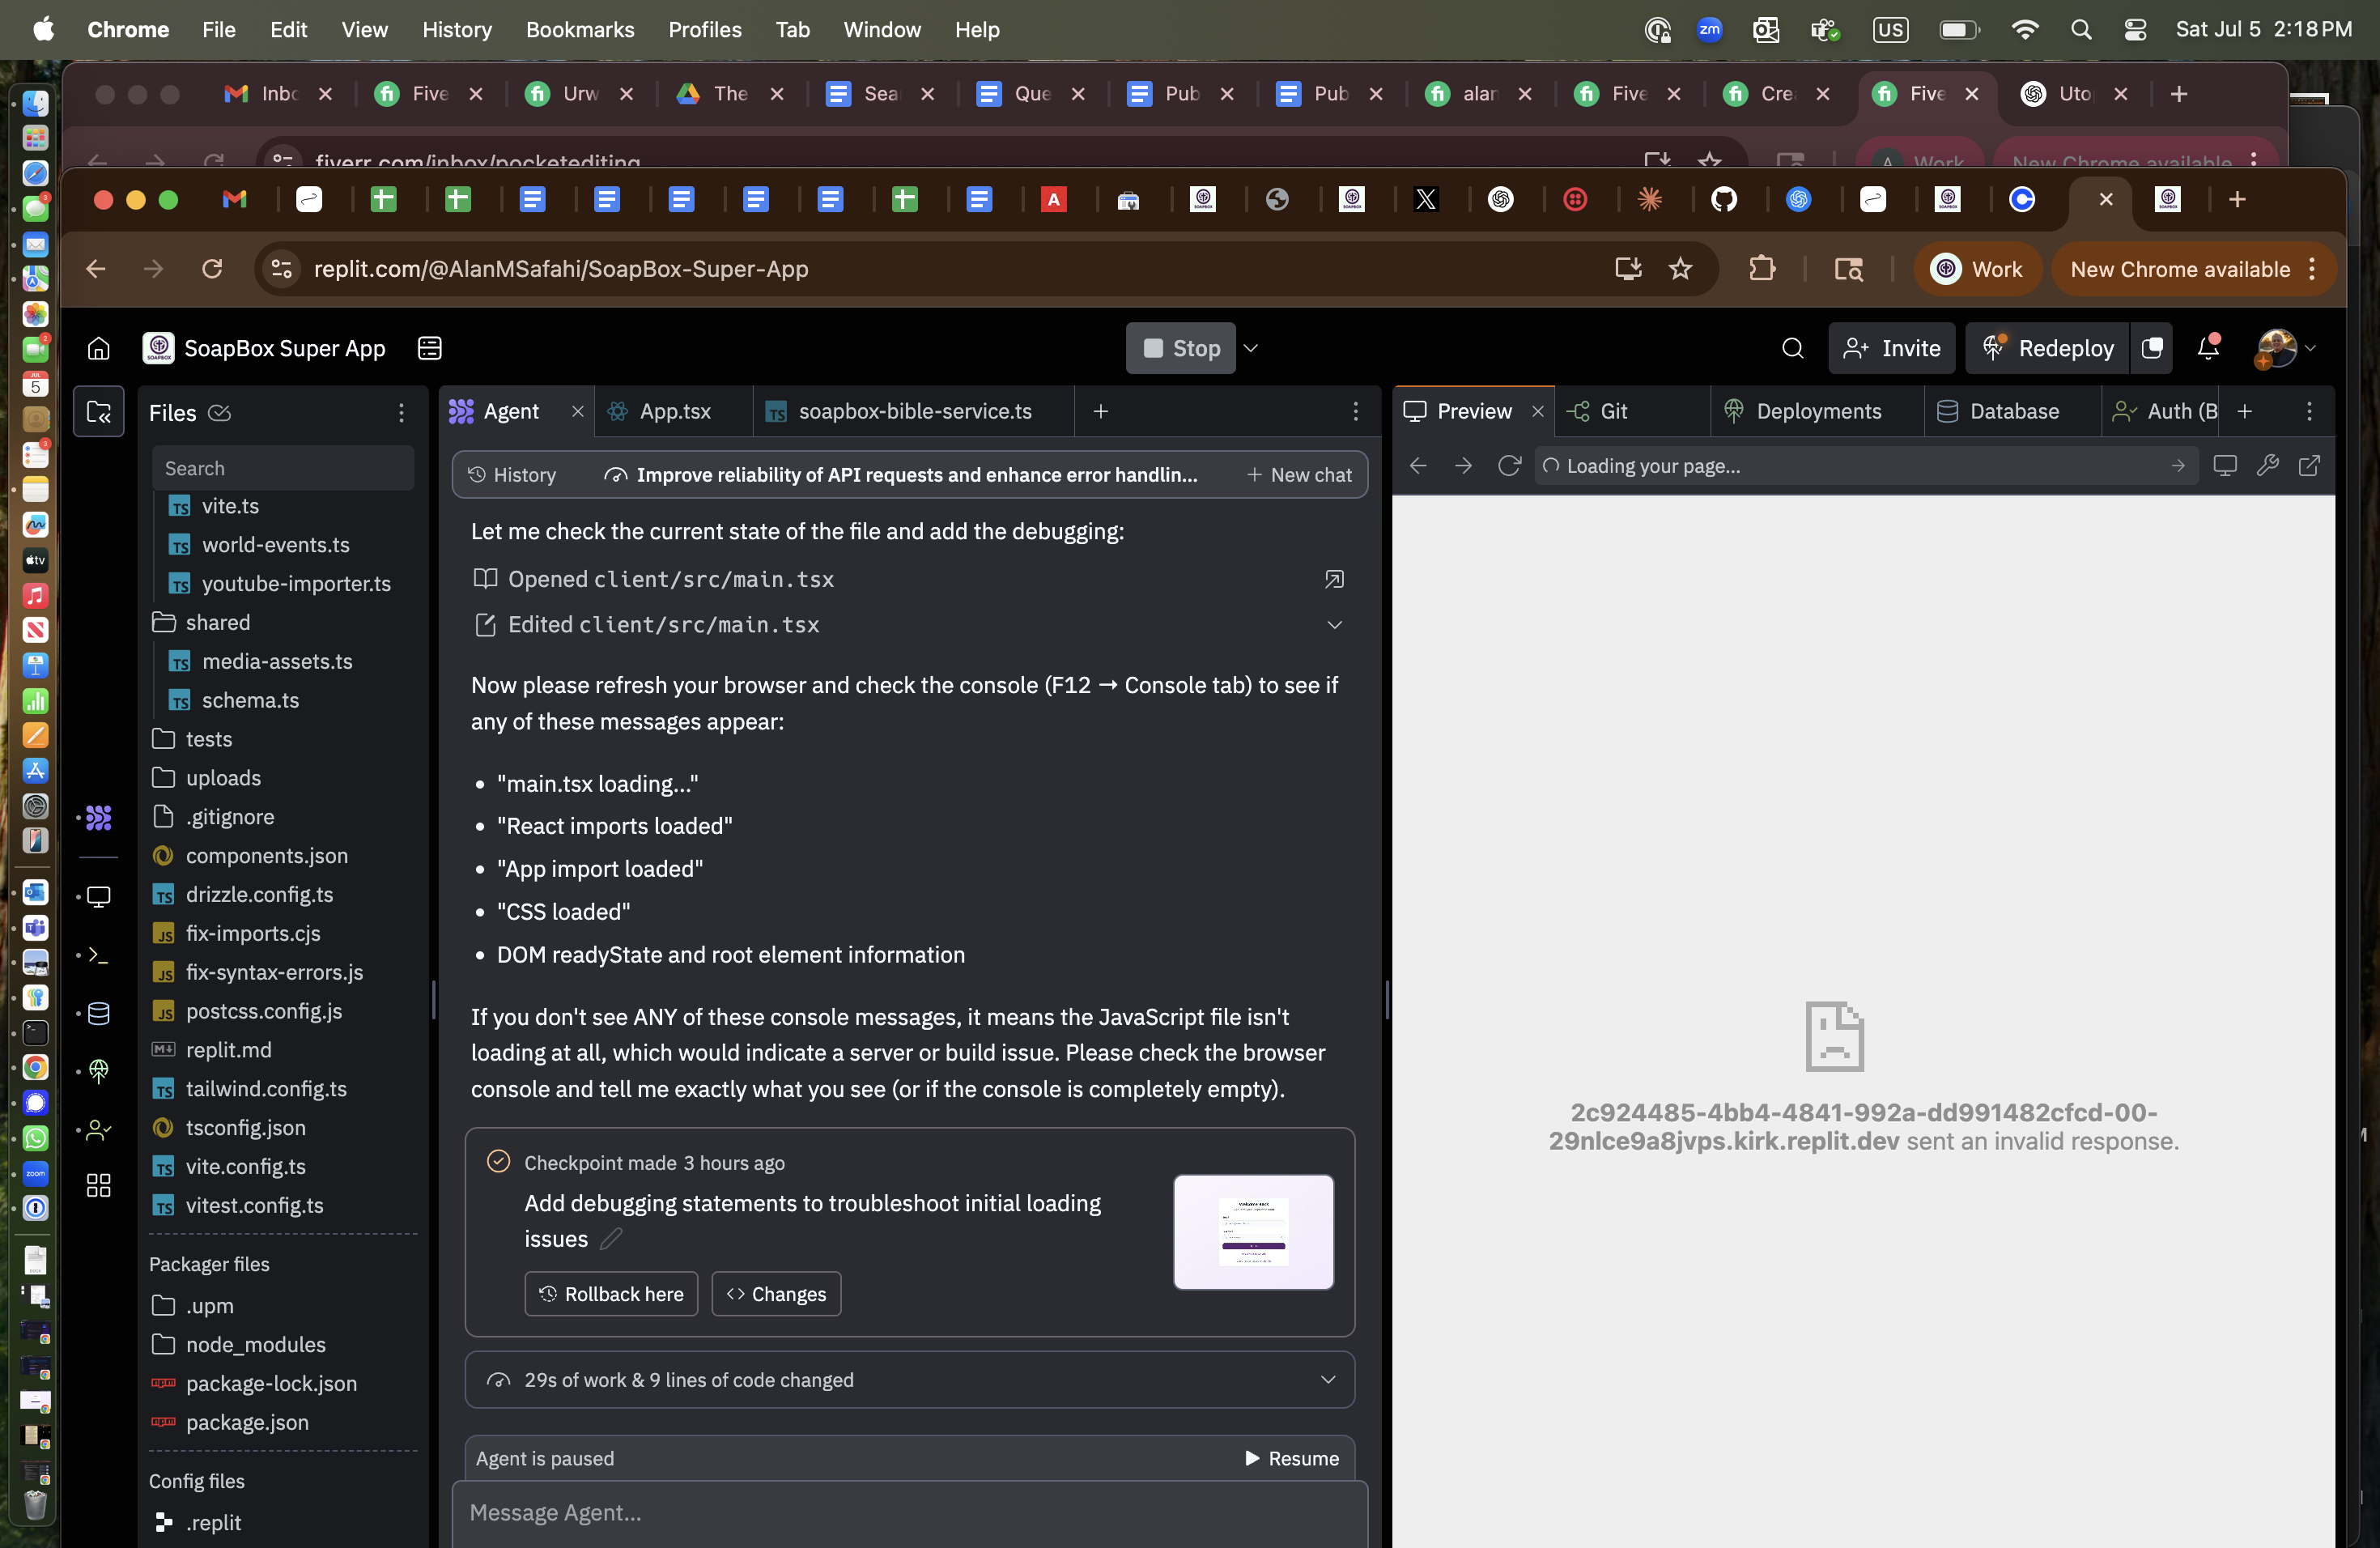 Chrome File Edit View History Bookmarks Profiles Tab Window Help
zm US Sat Jul 5 2:18 PM
Inbo Five Urw The Sea Que Pub Pub alan Five Crea Five Uto
fiverr.com/inbox/pocketediting
Work New Chrome available
replit.com/@AlanMSafahi/SoapBox-Super-App
Work New Chrome available
SoapBox Super App
Stop
Invite Redeploy
Files
Search
vite.ts
world-events.ts
youtube-importer.ts
shared
media-assets.ts
schema.ts
tests
uploads
.gitignore
components.json
drizzle.config.ts
fix-imports.cjs
fix-syntax-errors.js
postcss.config.js
replit.md
tailwind.config.ts
tsconfig.json
vite.config.ts
vitest.config.ts
Packager files
.upm
node_modules
package-lock.json
package.json
Config files
.replit
Agent App.tsx soapbox-bible-service.ts
History Improve reliability of API requests and enhance error handlin... New chat
Let me check the current state of the file and add the debugging:
Opened client/src/main.tsx
Edited client/src/main.tsx
Now please refresh your browser and check the console (F12 → Console tab) to see if
any of these messages appear:
• "main.tsx loading..."
• "React imports loaded"
• "App import loaded"
• "CSS loaded"
• DOM readyState and root element information
If you don't see ANY of these console messages, it means the JavaScript file isn't
loading at all, which would indicate a server or build issue. Please check the browser
console and tell me exactly what you see (or if the console is completely empty).
Checkpoint made 3 hours ago
Add debugging statements to troubleshoot initial loading
issues
Rollback here Changes
29s of work & 9 lines of code changed
Agent is paused Resume
Message Agent...
Preview Git Deployments Database Auth (B
Loading your page...
2c924485-4bb4-4841-992a-dd991482cfcd-00-
29nlce9a8jvps.kirk.replit.dev sent an invalid response.